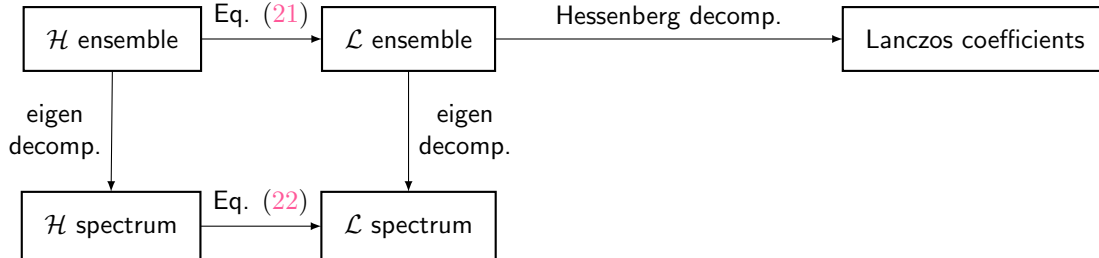 Eq. (21)
Hessenberg decomp.
ℋ ensemble
ℒ ensemble
Lanczos coefficients
eigen
decomp.
eigen
decomp.
Eq. (22)
ℋ spectrum
ℒ spectrum